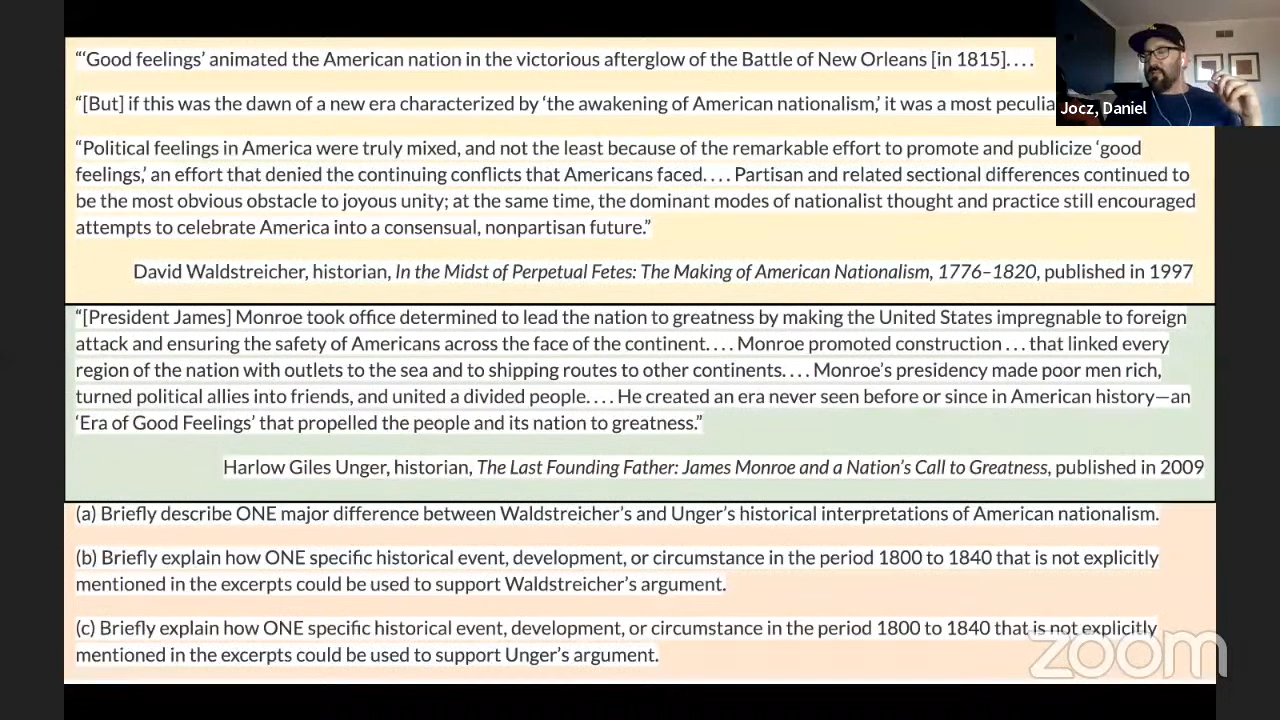 “‘Good feelings’ animated the American nation in the victorious afterglow of the Battle of New Orleans [in 1815]. . . .
“[But] if this was the dawn of a new era characterized by ‘the awakening of American nationalism,’ it was a most
Jocz, Daniel
“Political feelings in America were truly mixed, and not the least because of the remarkable effort to promote and publicize ‘good
feelings,’ an effort that denied the continuing conflicts that Americans faced. . . . Partisan and related sectional differences continued to
be the most obvious obstacle to joyous unity; at the same time, the dominant modes of nationalist thought and practice still encouraged
attempts to celebrate America into a consensual, nonpartisan future.”
David Waldstreicher, historian, In the Midst of Perpetual Fetes: The Making of American Nationalism, 1776–1820, published in 1997
“[President James] Monroe took office determined to lead the nation to greatness by making the United States impregnable to foreign
attack and ensuring the safety of Americans across the face of the continent. . . . Monroe promoted construction . . . that linked every
region of the nation with outlets to the sea and to shipping routes to other continents. . . . Monroe’s presidency made poor men rich,
turned political allies into friends, and united a divided people. . . . He created an era never seen before or since in American history—an
‘Era of Good Feelings’ that propelled the people and its nation to greatness.”
Harlow Giles Unger, historian, The Last Founding Father: James Monroe and a Nation’s Call to Greatness, published in 2009
(a) Briefly describe ONE major difference between Waldstreicher’s and Unger’s historical interpretations of American nationalism.
(b) Briefly explain how ONE specific historical event, development, or circumstance in the period 1800 to 1840 that is not explicitly
mentioned in the excerpts could be used to support Waldstreicher’s argument.
(c) Briefly explain how ONE specific historical event, development, or circumstance in the period 1800 to 1840 that is not explicitly
mentioned in the excerpts could be used to support Unger’s argument.
zoom